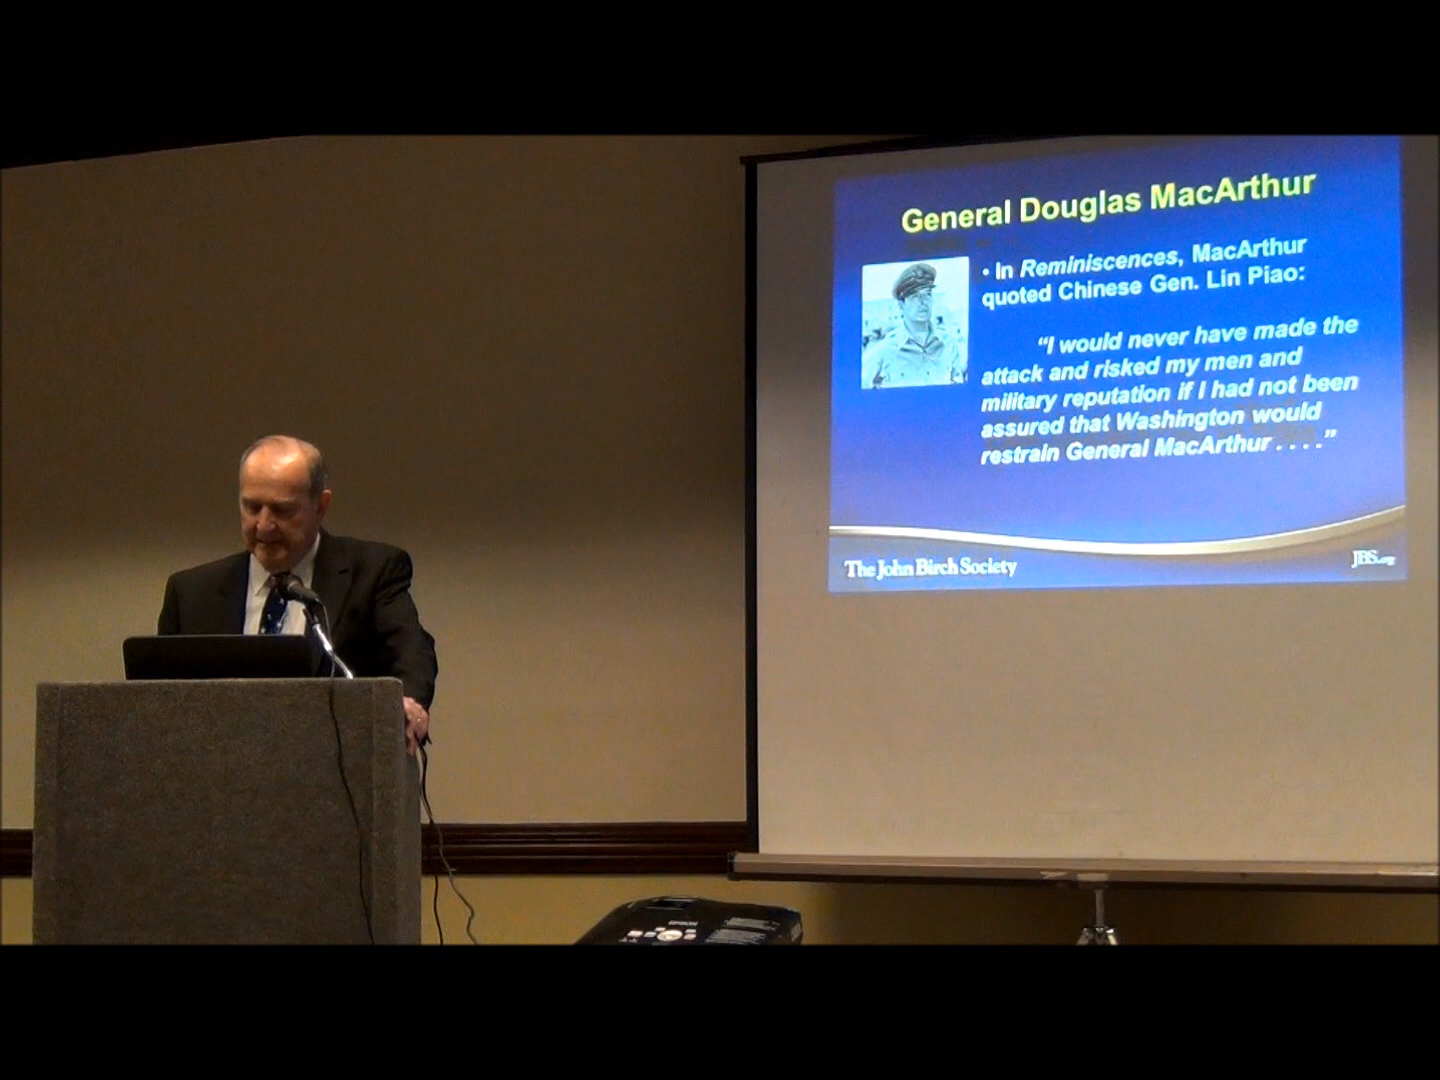 General Douglas MacArthur
• In Reminiscences, MacArthur
quoted Chinese Gen. Lin Piao:
“I would never have made the
attack and risked my men and
military reputation if I had not been
assured that Washington would
restrain General MacArthur . . . .”
The John Birch Society
JBS.org
EPSON